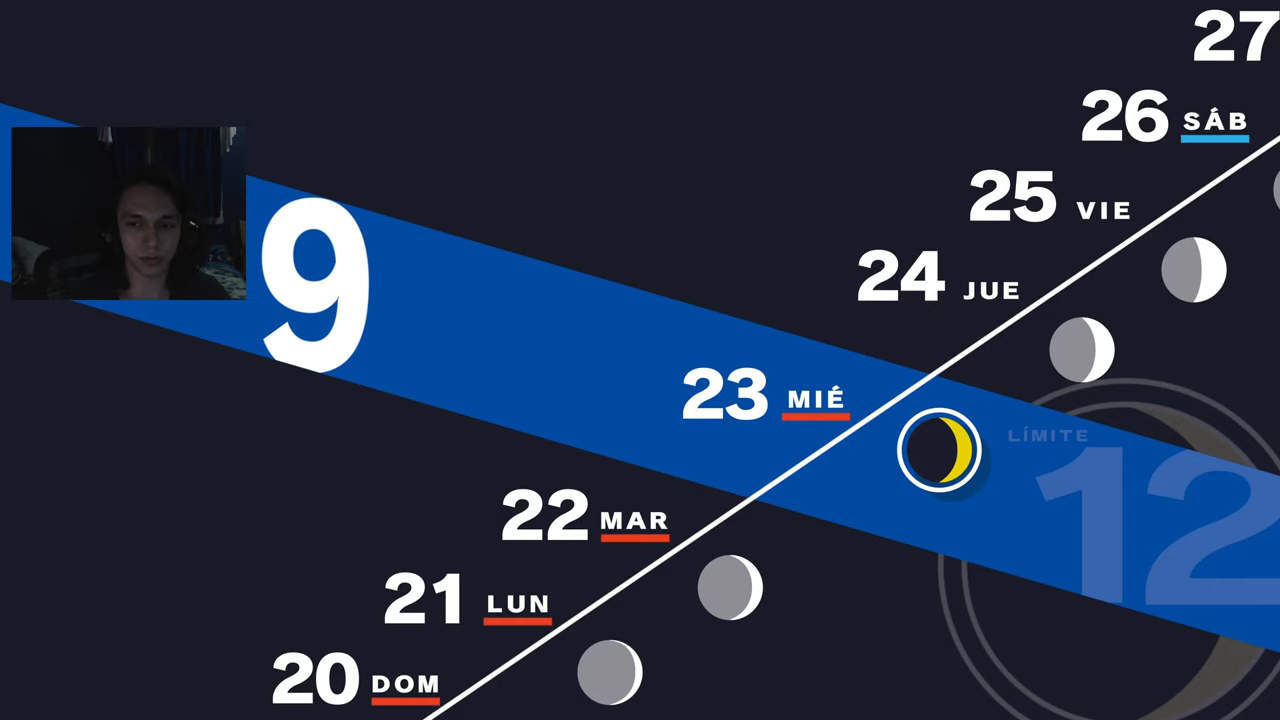 27
26 SÁB
25 VIE
24 JUE
9
23 MIÉ
LÍMITE
12
22 MAR
21 LUN
20 DOM